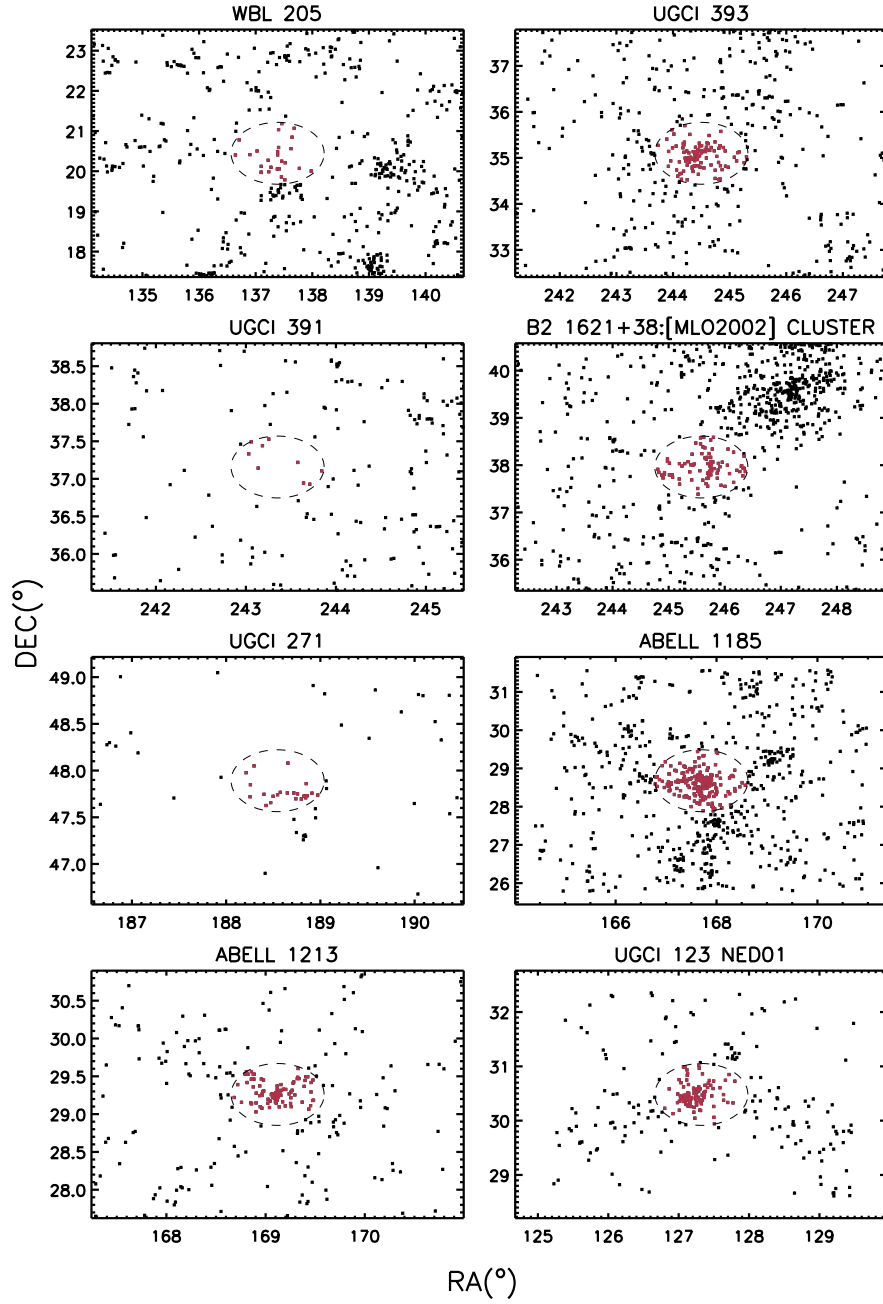 WBL 205
23
22
21
20
19
18
135 136 137 138 139 140
UGCI 393
37
36
35
34
33
242 243 244 245 246 247
UGCI 391
38.5
38.0
37.5
37.0
36.5
36.0
242 243 244 245
B2 1621+38:[MLO2002] CLUSTER
40
39
38
37
36
243 244 245 246 247 248
DEC(°)
UGCI 271
49.0
48.5
48.0
47.5
47.0
187 188 189 190
ABELL 1185
31
30
29
28
27
26
166 168 170
ABELL 1213
30.5
30.0
29.5
29.0
28.5
28.0
168 169 170
UGCI 123 NED01
32
31
30
29
125 126 127 128 129
RA(°)